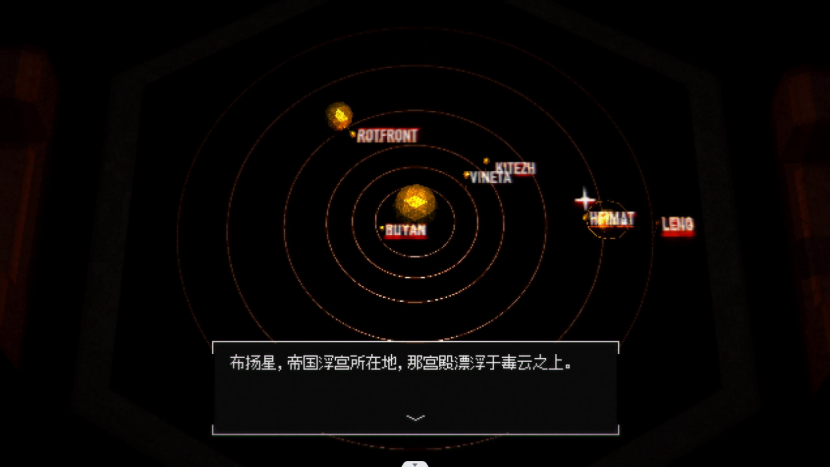 ROTFRONT
KITEZH
VINETA
HEIMAT
LENG
BUYAN
布扬星,帝国浮宫所在地,那宫殿漂浮于毒云之上。